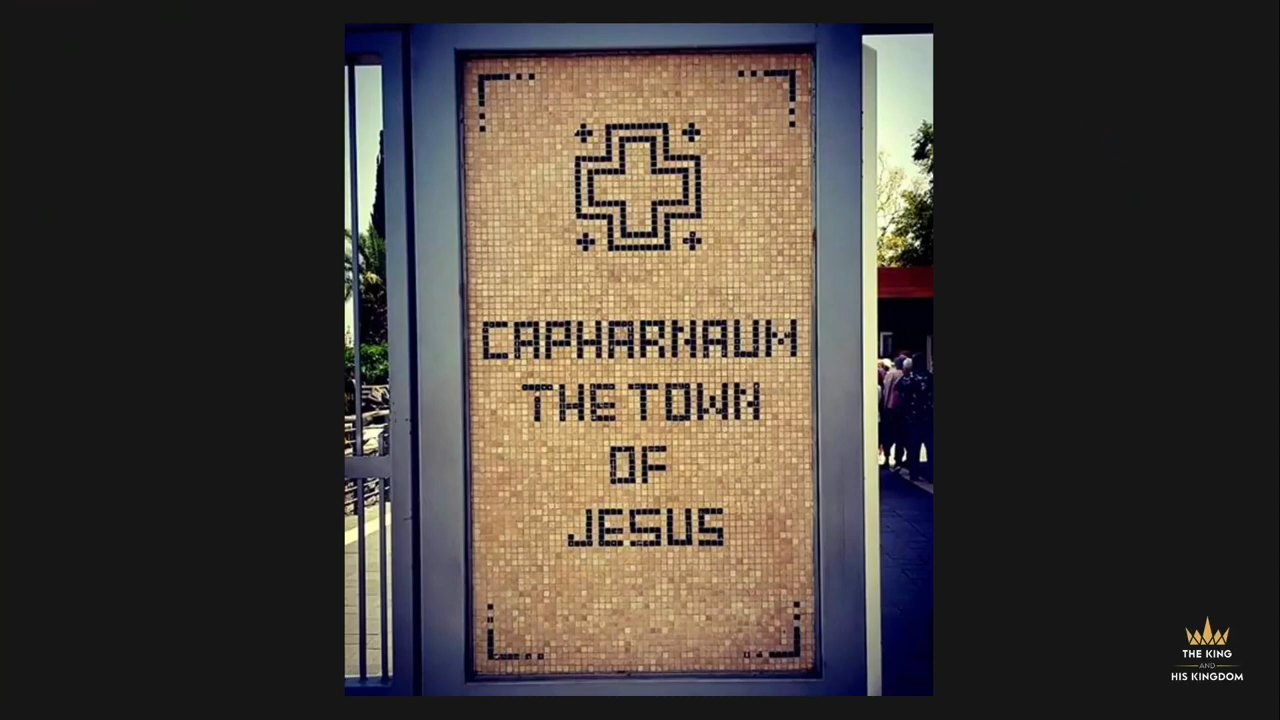 CAPHARNAUM
THE TOWN
OF
JESUS
THE KING
AND
HIS KINGDOM